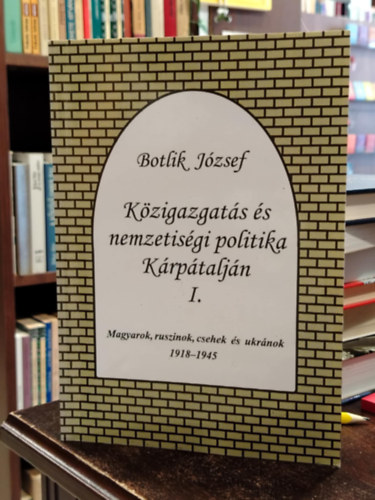 Botlik József
Közigazgatás és
nemzetiségi politika
Kárpátalján
I.
Magyarok, ruszinok, csehek és ukránok
1918–1945